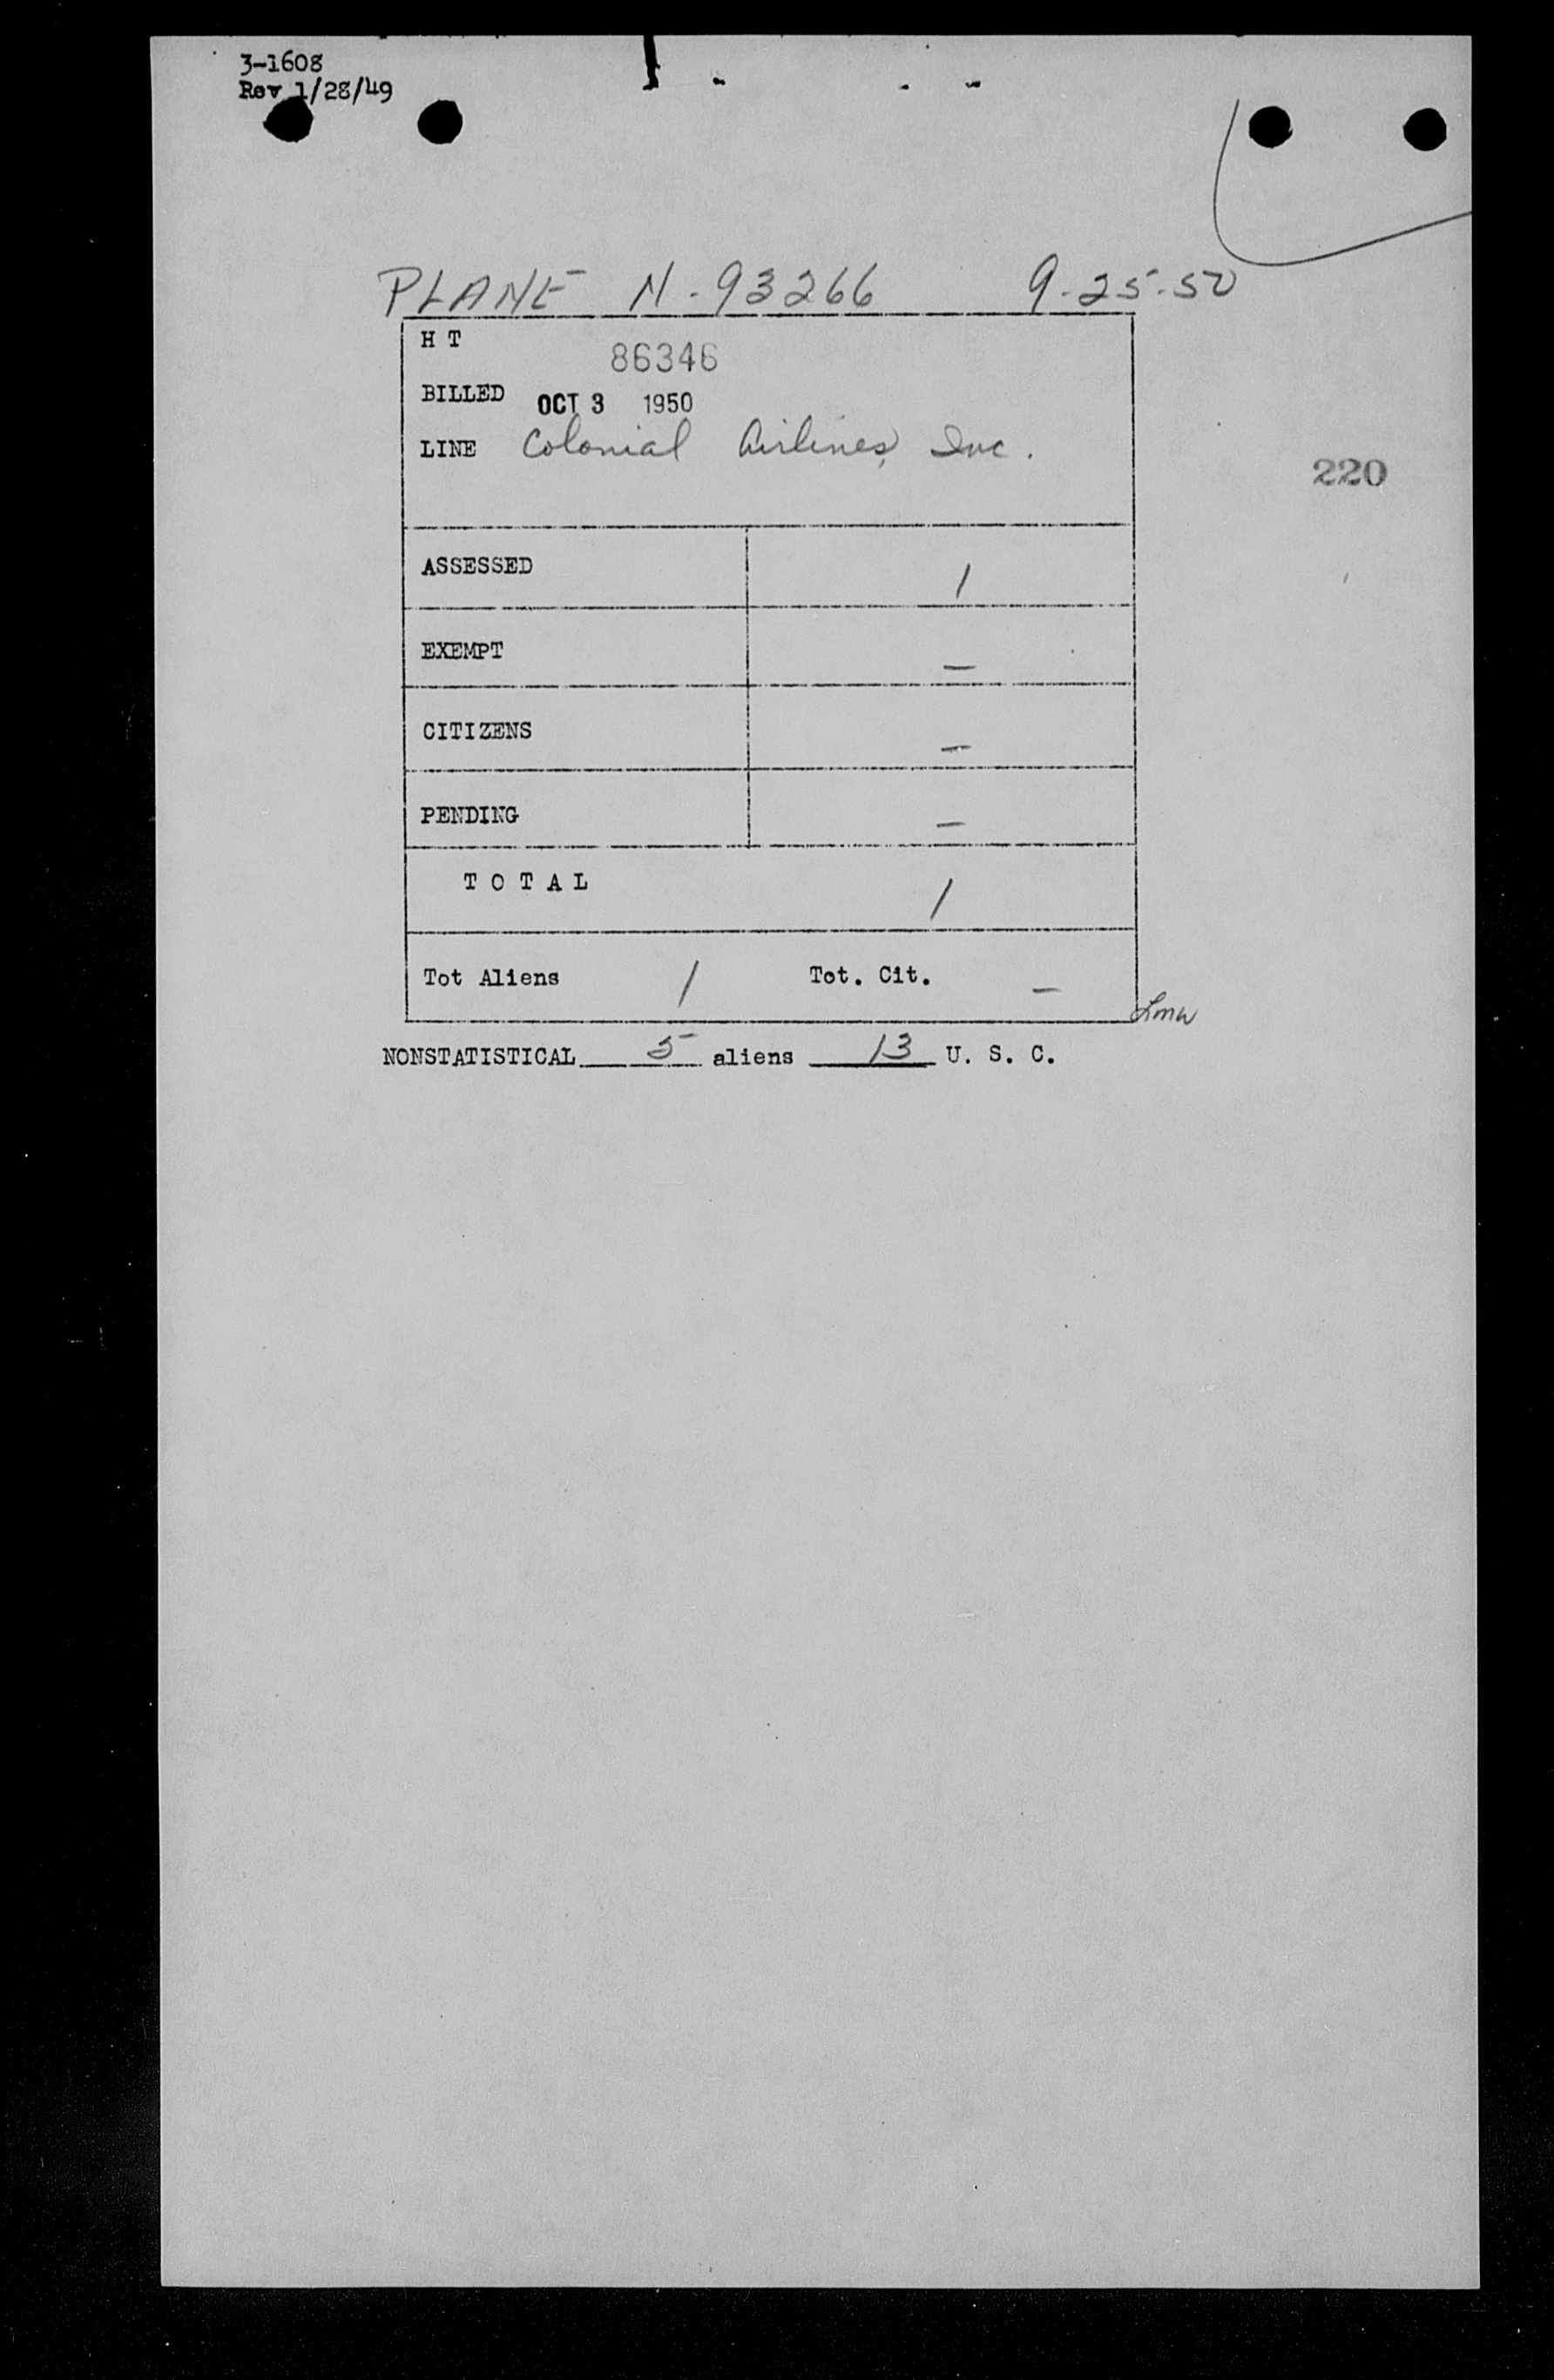 3-1608
Rev 1/28/49
PLANE N-93266 9-25-50
H T 86346
BILLED OCT 3 1950
LINE Colonial Airlines, Inc.
220
ASSESSED 1
EXEMPT —
CITIZENS —
PENDING —
T O T A L 1
Tot Aliens 1 Tot. Cit. —
Lmw
NONSTATISTICAL 5 aliens 13 U. S. C.